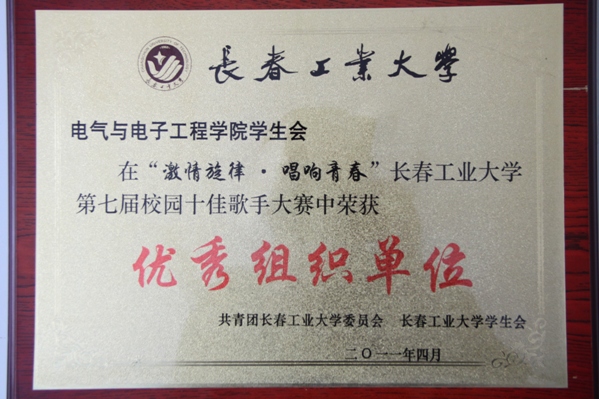 長春工業大學
电气与电子工程学院学生会
在“激情旋律·唱响青春”长春工业大学
第七届校园十佳歌手大赛中荣获
优秀组织单位
共青团长春工业大学委员会 长春工业大学学生会
二〇一一年四月